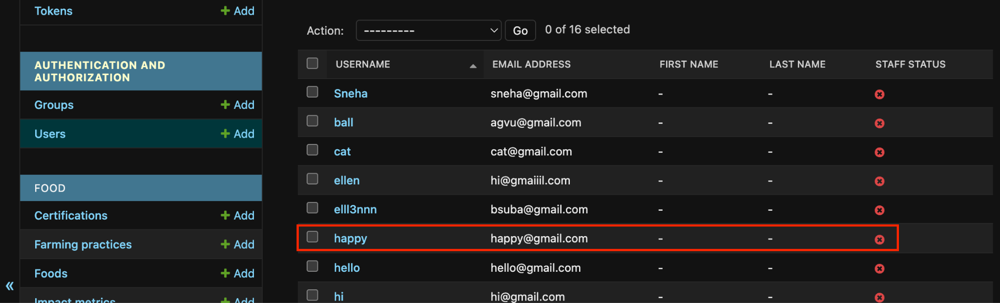 Tokens + Add
AUTHENTICATION AND
AUTHORIZATION
Groups + Add
Users + Add
FOOD
Certifications + Add
Farming practices + Add
Foods + Add
Impact metrics + Add
«
Action: --------- Go 0 of 16 selected
USERNAME EMAIL ADDRESS FIRST NAME LAST NAME STAFF STATUS
Sneha sneha@gmail.com - -
ball agvu@gmail.com - -
cat cat@gmail.com - -
ellen hi@gmaiiil.com - -
elll3nnn bsuba@gmail.com - -
happy happy@gmail.com - -
hello hello@gmail.com - -
hi hi@gmail.com - -